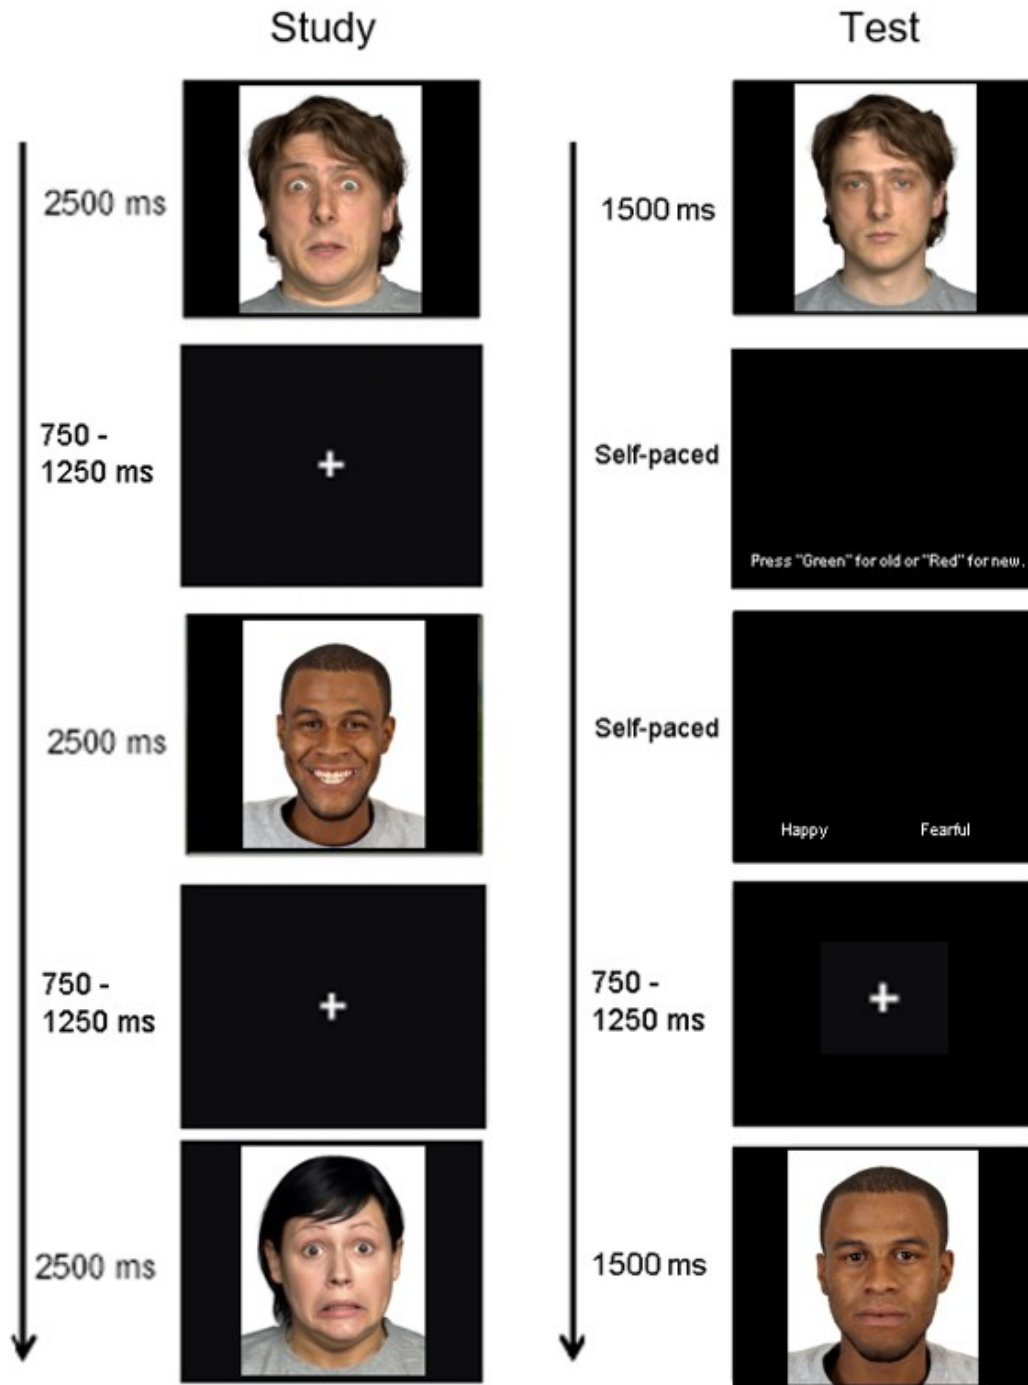 Study
2500 ms
750 -
1250 ms
2500 ms
750 -
1250 ms
2500 ms
Test
1500 ms
Self-paced
Press "Green" for old or "Red" for new.
Self-paced
Happy Fearful
750 -
1250 ms
1500 ms